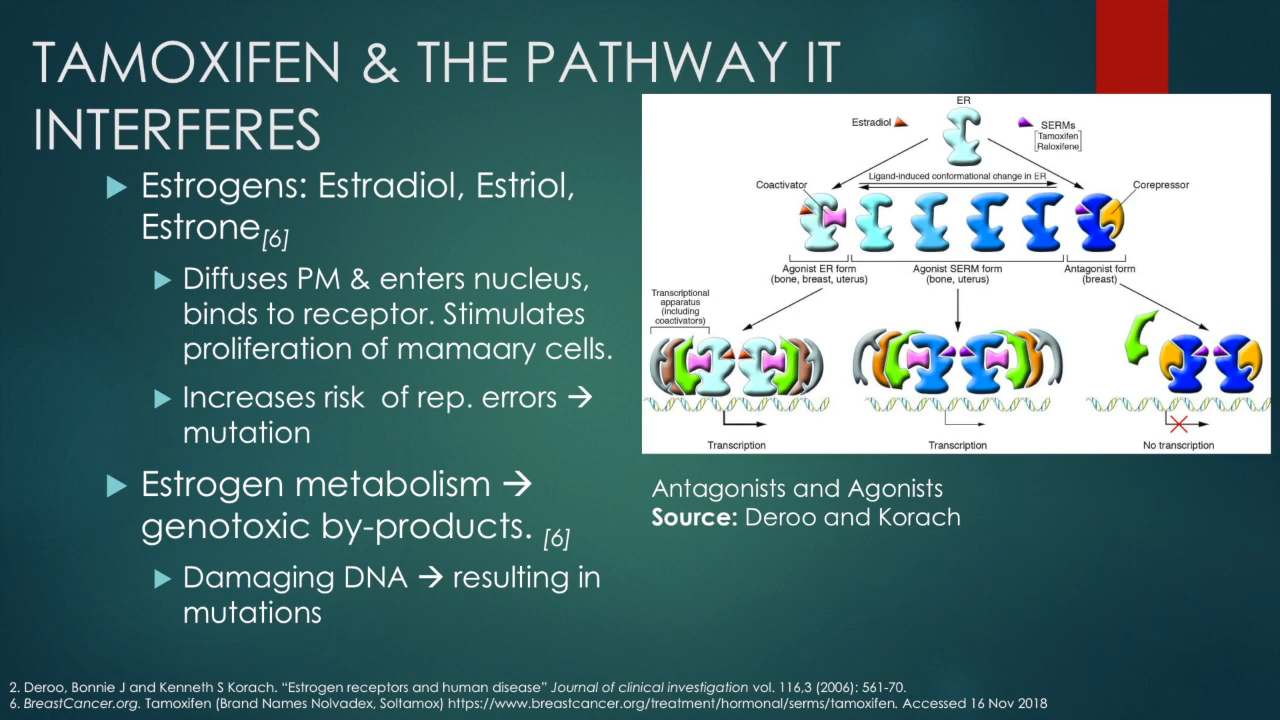 TAMOXIFEN & THE PATHWAY IT
INTERFERES
▶ Estrogens: Estradiol, Estriol,
Estrone[6]
▶ Diffuses PM & enters nucleus,
binds to receptor. Stimulates
proliferation of mamaary cells.
▶ Increases risk of rep. errors →
mutation
▶ Estrogen metabolism →
genotoxic by-products. [6]
▶ Damaging DNA → resulting in
mutations
ER
Estradiol
SERMs
[Tamoxifen
Raloxifene]
Ligand-induced conformational change in ER
Coactivator
Corepressor
Agonist ER form
(bone, breast, uterus)
Agonist SERM form
(bone, uterus)
Antagonist form
(breast)
Transcriptional
apparatus
(including
coactivators)
Transcription
Transcription
No transcription
Antagonists and Agonists
Source: Deroo and Korach
2. Deroo, Bonnie J and Kenneth S Korach. “Estrogen receptors and human disease” Journal of clinical investigation vol. 116,3 (2006): 561-70.
6. BreastCancer.org. Tamoxifen (Brand Names Nolvadex, Soltamox) https://www.breastcancer.org/treatment/hormonal/serms/tamoxifen. Accessed 16 Nov 2018